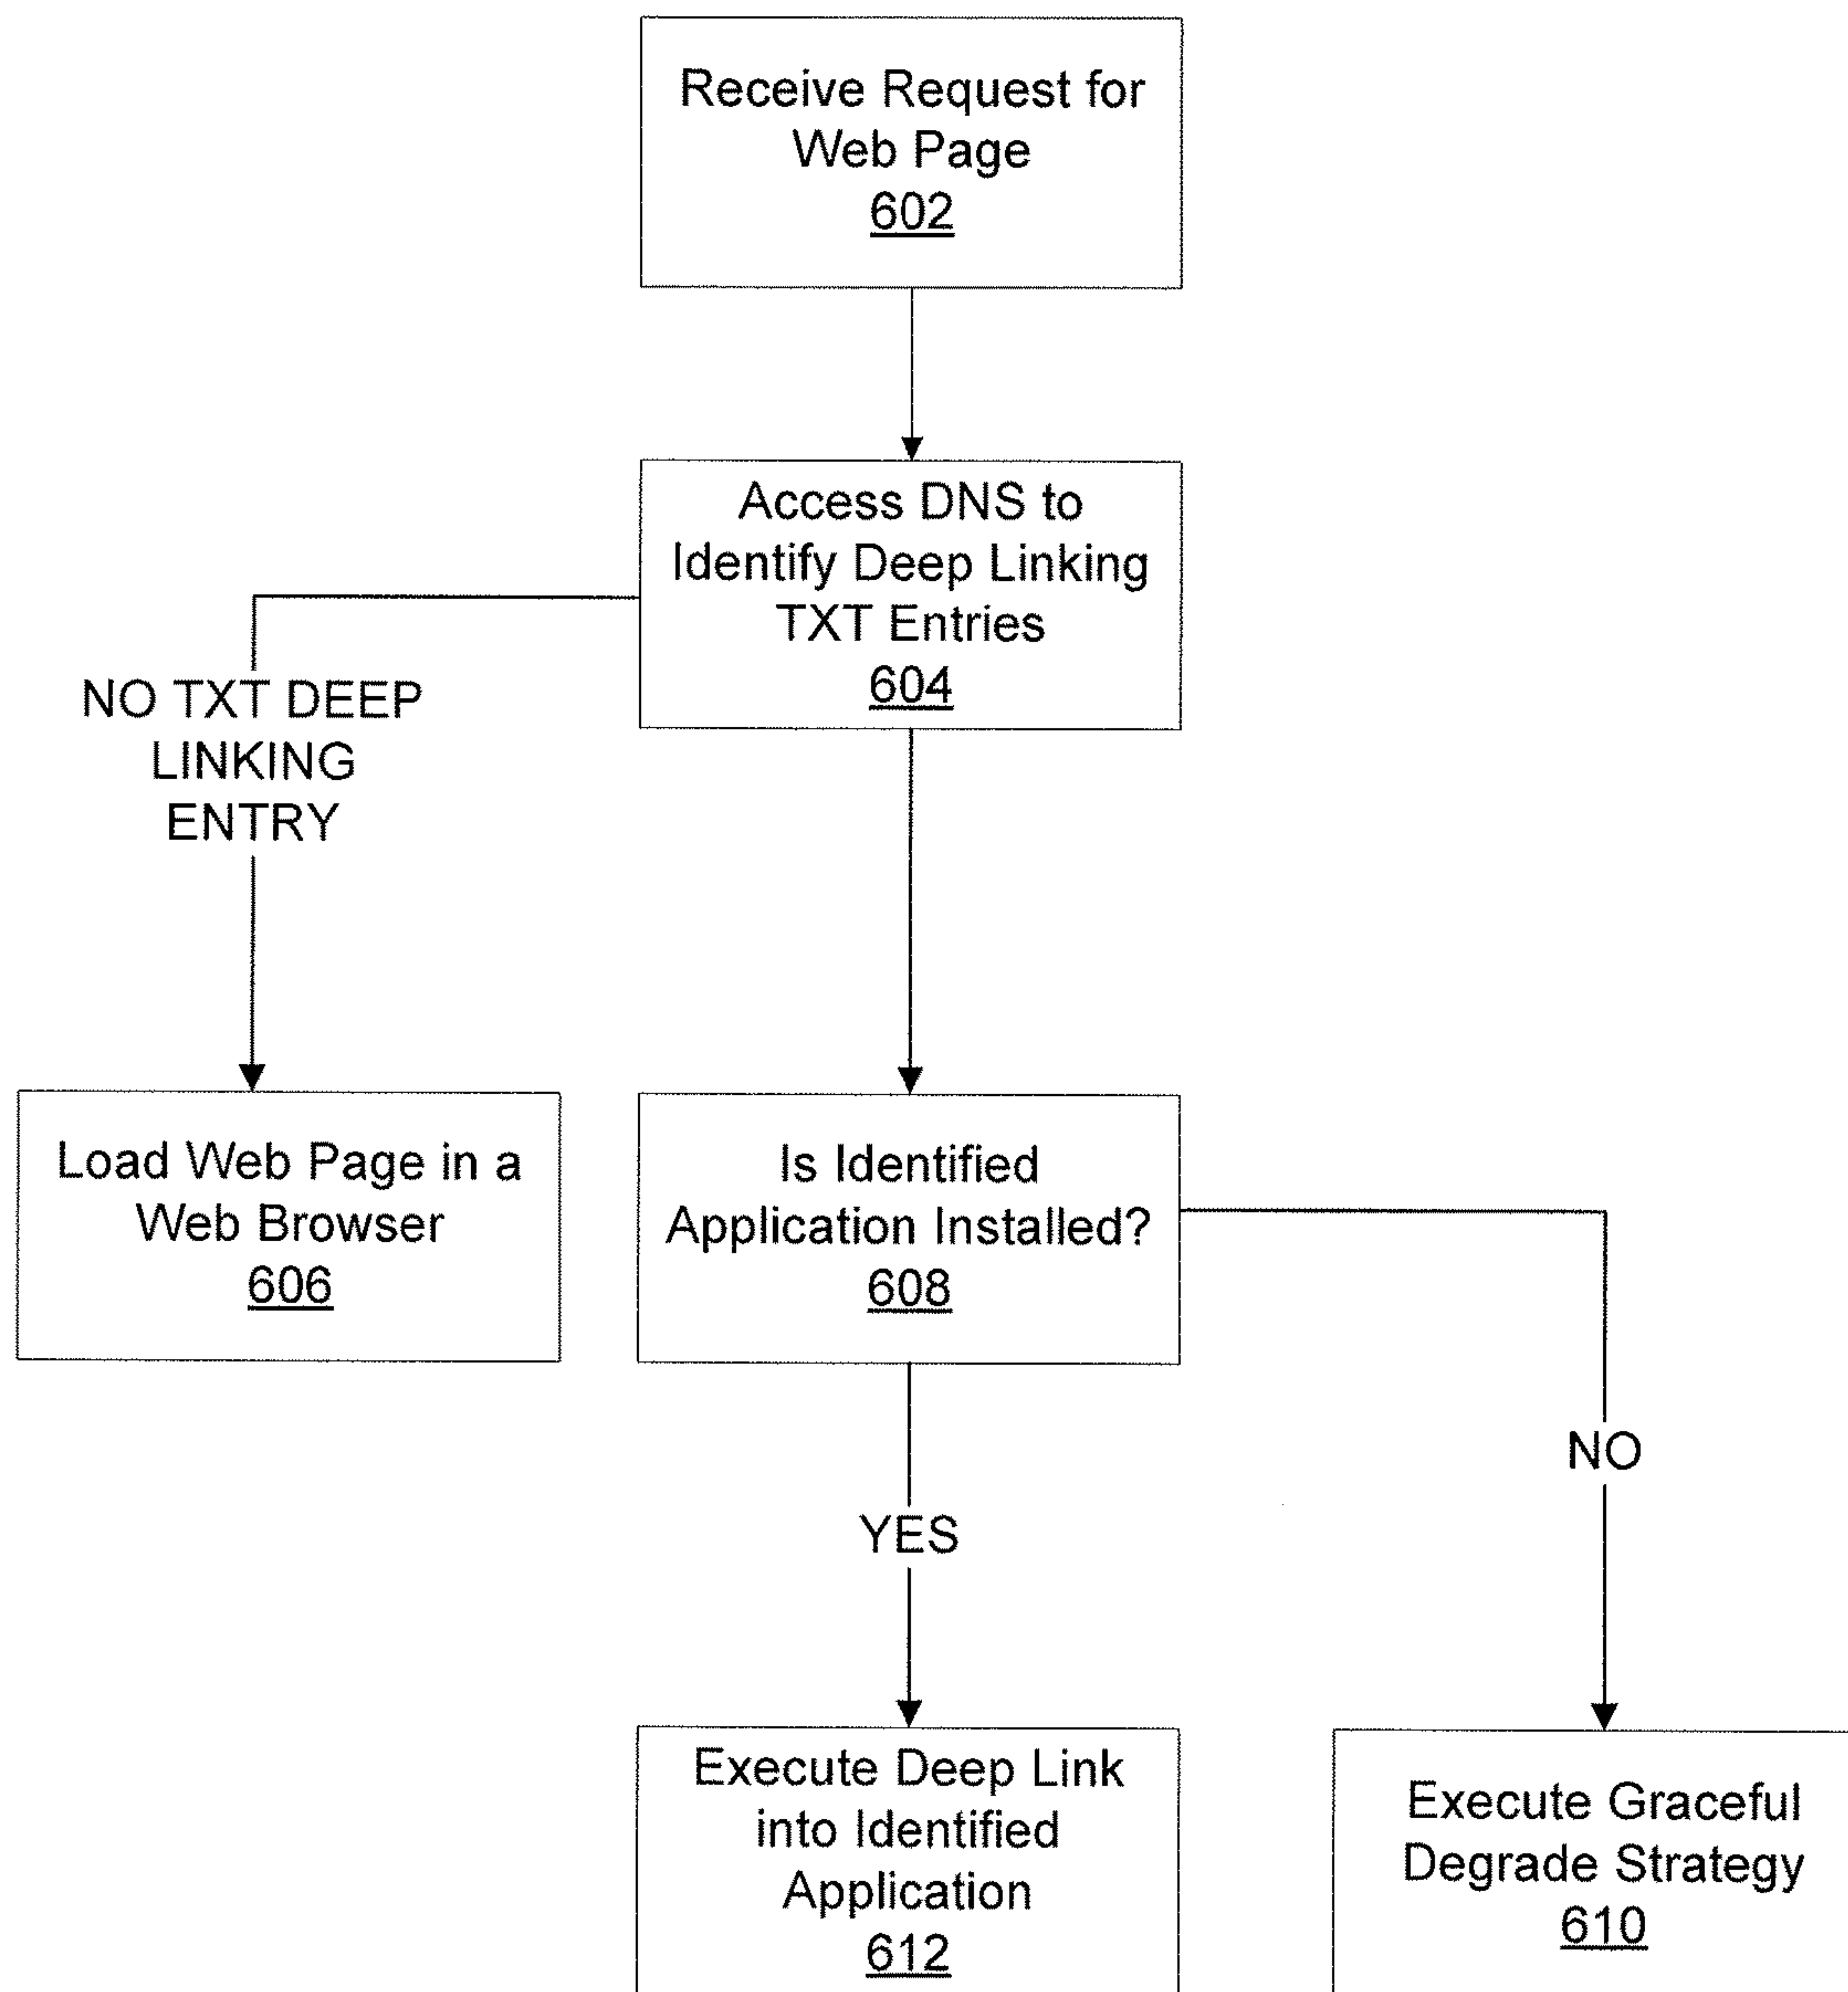 Receive Request for
Web Page
602
Access DNS to
Identify Deep Linking
TXT Entries
604
NO TXT DEEP
LINKING
ENTRY
Load Web Page in a
Web Browser
606
Is Identified
Application Installed?
608
NO
YES
Execute Deep Link
into Identified
Application
612
Execute Graceful
Degrade Strategy
610